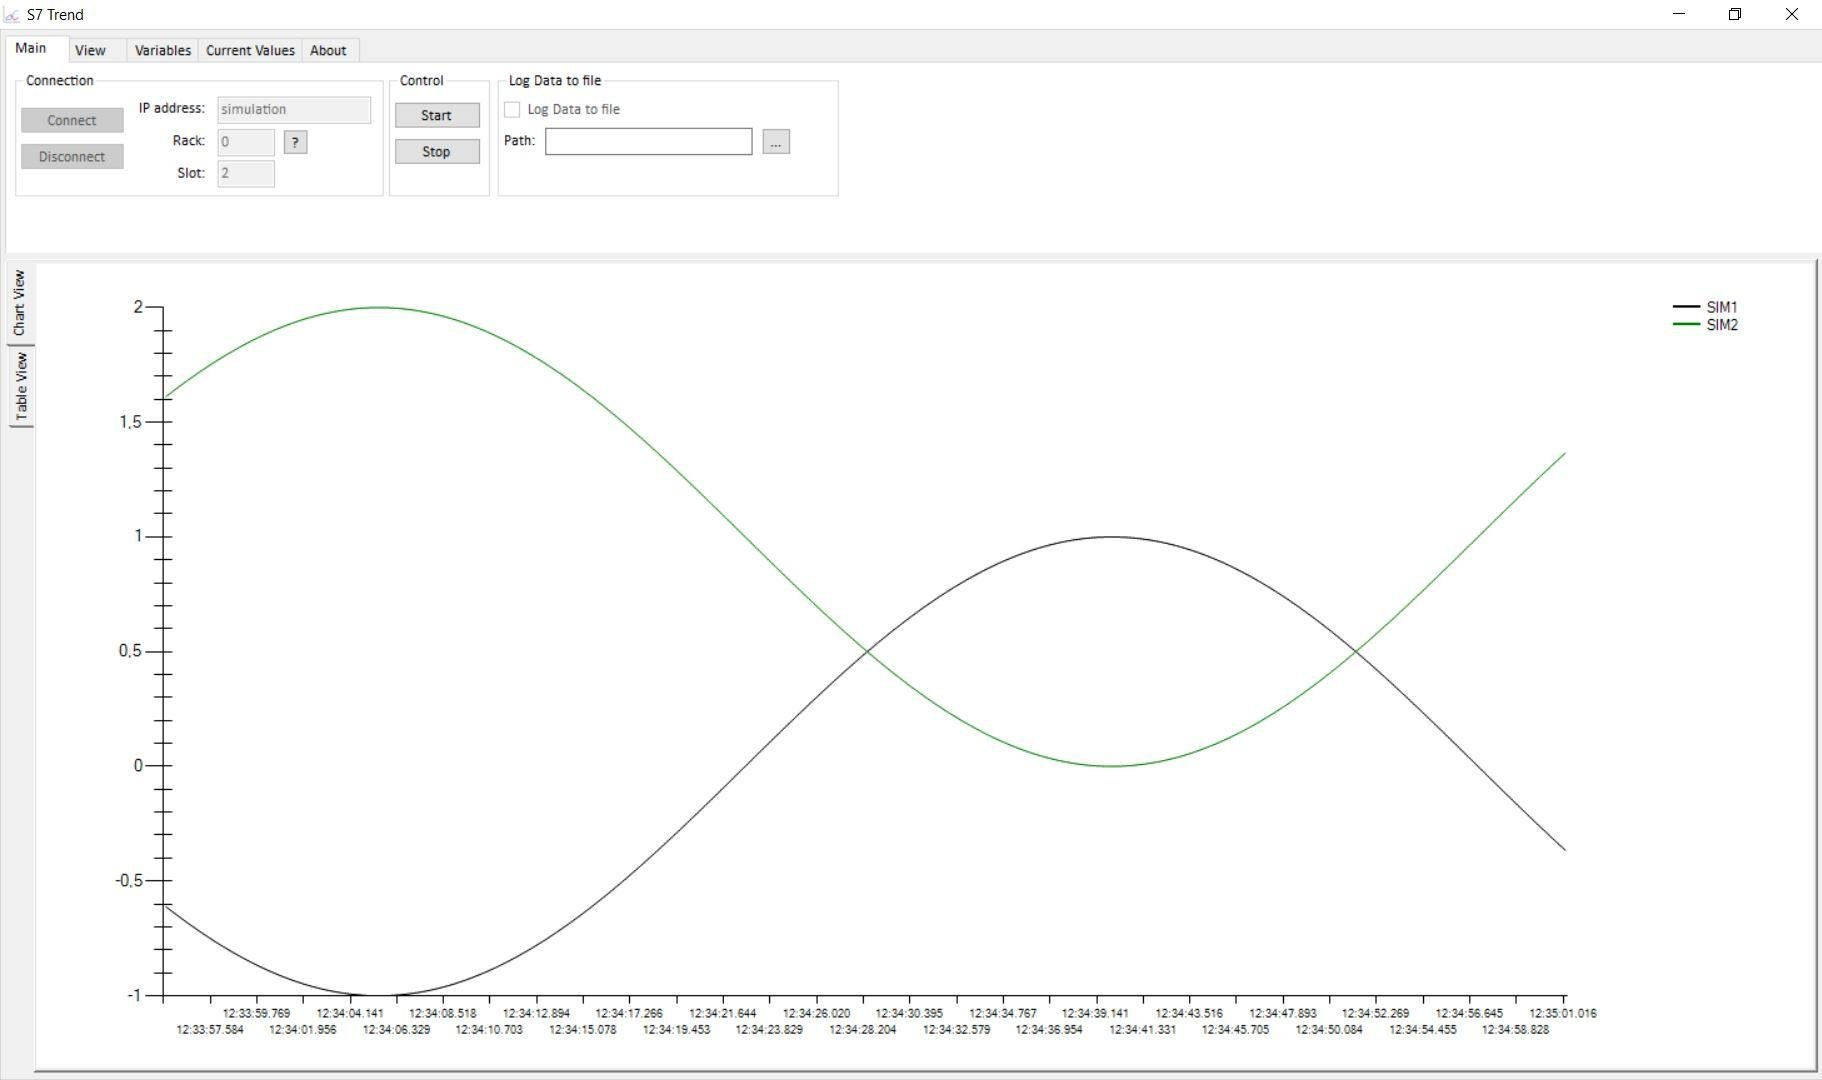 S7 Trend
Main View Variables Current Values About
Connection
Connect
Disconnect
IP address: simulation
Rack: 0 ?
Slot: 2
Control
Start
Stop
Log Data to file
Log Data to file
Path: ...
Chart View
Table View
SIM1
SIM2
2
1,5
1
0,5
0
-0,5
-1
12:33:59.769 12:34:04.141 12:34:08.518 12:34:12.894 12:34:17.266 12:34:21.644 12:34:26.020 12:34:30.395 12:34:34.767 12:34:39.141 12:34:43.516 12:34:47.893 12:34:52.269 12:34:56.645 12:35:01.016
12:33:57.584 12:34:01.956 12:34:06.329 12:34:10.703 12:34:15.078 12:34:19.453 12:34:23.829 12:34:28.204 12:34:32.579 12:34:36.954 12:34:41.331 12:34:45.705 12:34:50.084 12:34:54.455 12:34:58.828